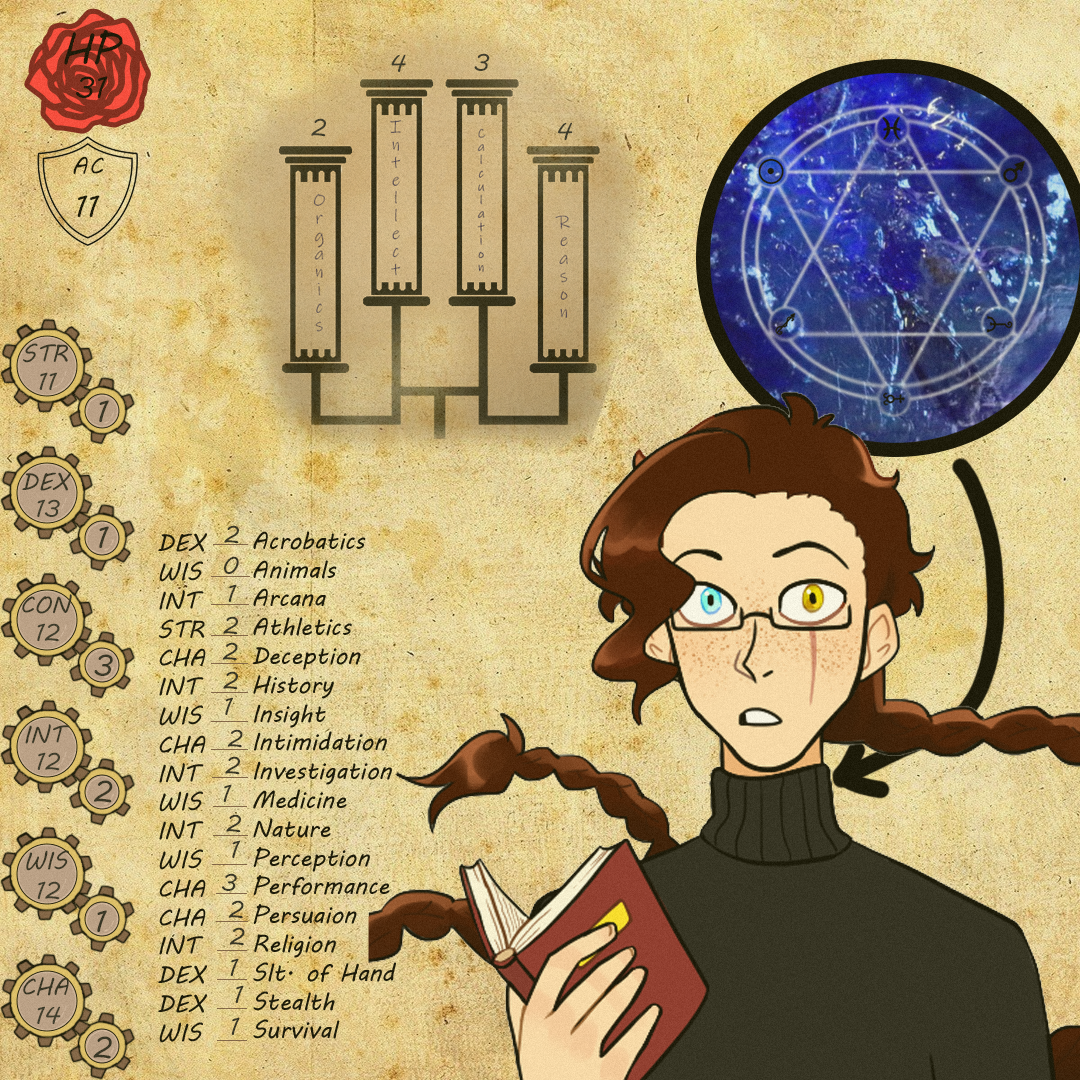 HP
31
AC
11
2
4
3
4
Organics
Intellect
Calculation
Reason
STR
11
1
DEX
13
1
CON
12
3
INT
12
2
WIS
12
1
CHA
14
2
DEX 2 Acrobatics
WIS 0 Animals
INT 1 Arcana
STR 2 Athletics
CHA 2 Deception
INT 2 History
WIS 1 Insight
CHA 2 Intimidation
INT 2 Investigation
WIS 1 Medicine
INT 2 Nature
WIS 1 Perception
CHA 3 Performance
CHA 2 Persuaion
INT 2 Religion
DEX 1 Slt. of Hand
DEX 1 Stealth
WIS 1 Survival